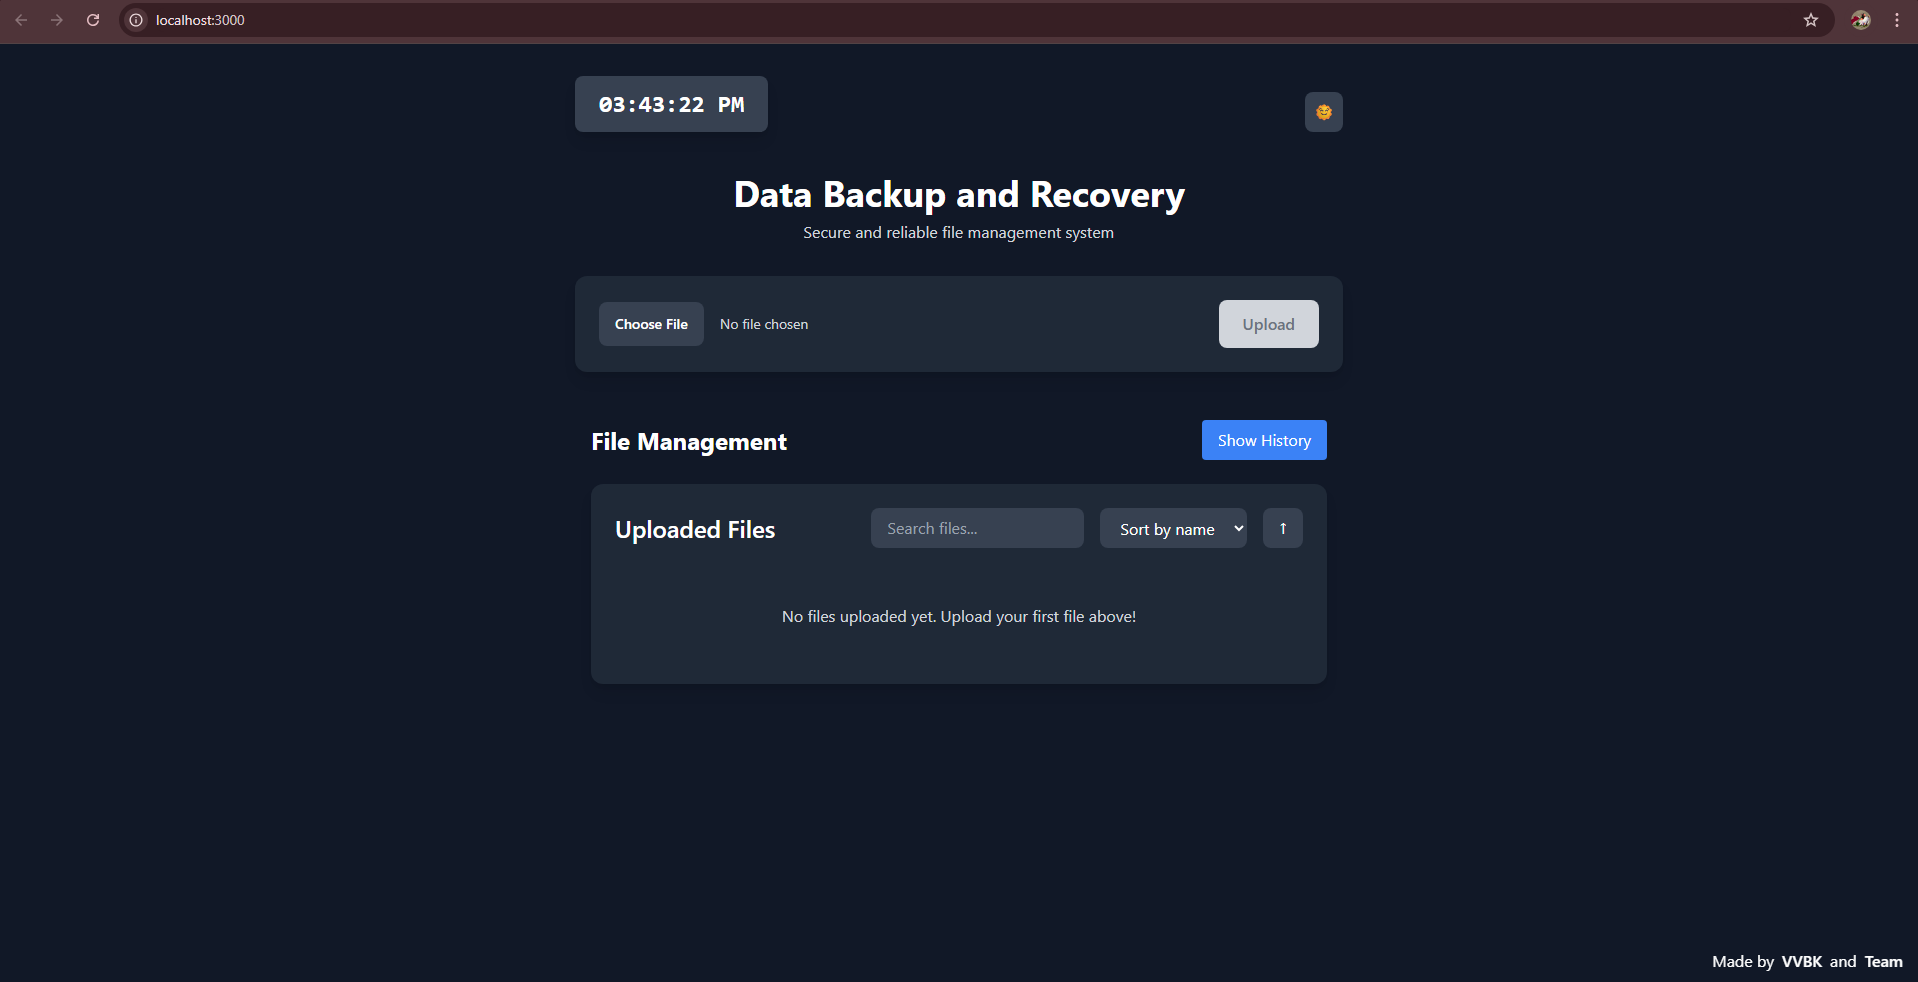 localhost:3000
03:43:22 PM
Data Backup and Recovery
Secure and reliable file management system
Choose File No file chosen Upload
File Management Show History
Uploaded Files Search files... Sort by name ↑
No files uploaded yet. Upload your first file above!
Made by VVBK and Team